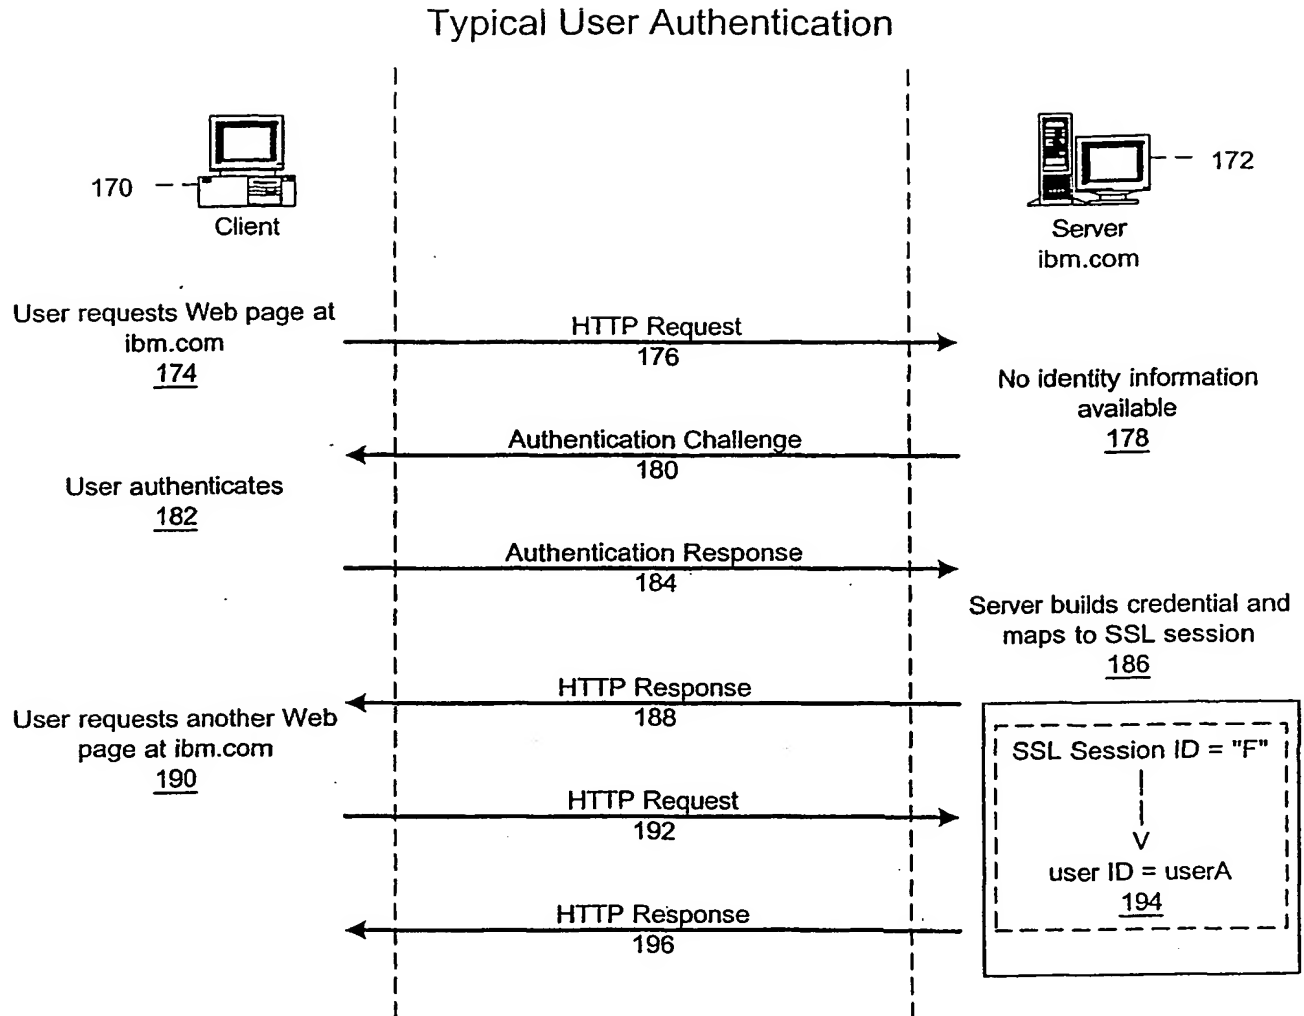 Typical User Authentication
170
Client
172
Server
ibm.com
User requests Web page at
ibm.com
174
HTTP Request
176
No identity information
available
178
Authentication Challenge
180
User authenticates
182
Authentication Response
184
Server builds credential and
maps to SSL session
186
HTTP Response
188
User requests another Web
page at ibm.com
190
SSL Session ID = "F"
HTTP Request
192
user ID = userA
194
HTTP Response
196